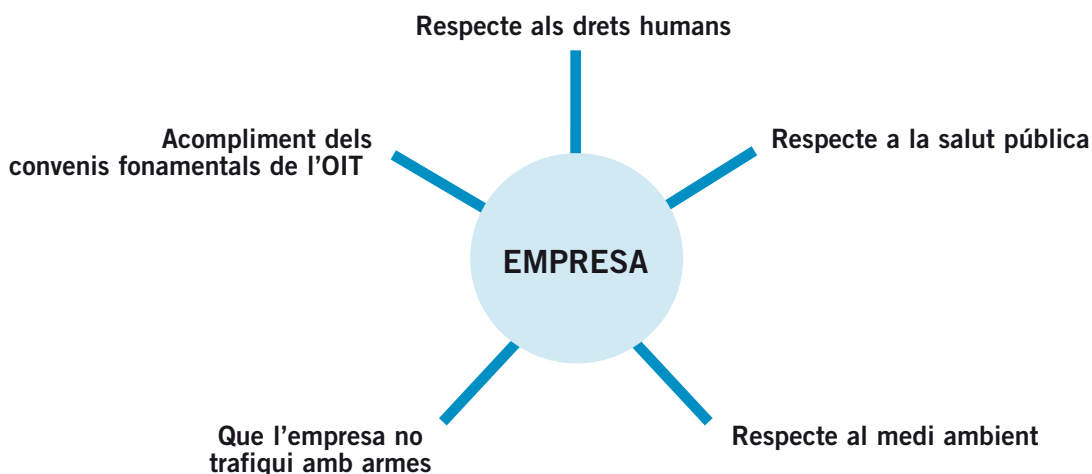 Respecte als drets humans
Acompliment dels
convenis fonamentals de l’OIT
Respecte a la salut pública
EMPRESA
Que l’empresa no
trafiqui amb armes
Respecte al medi ambient